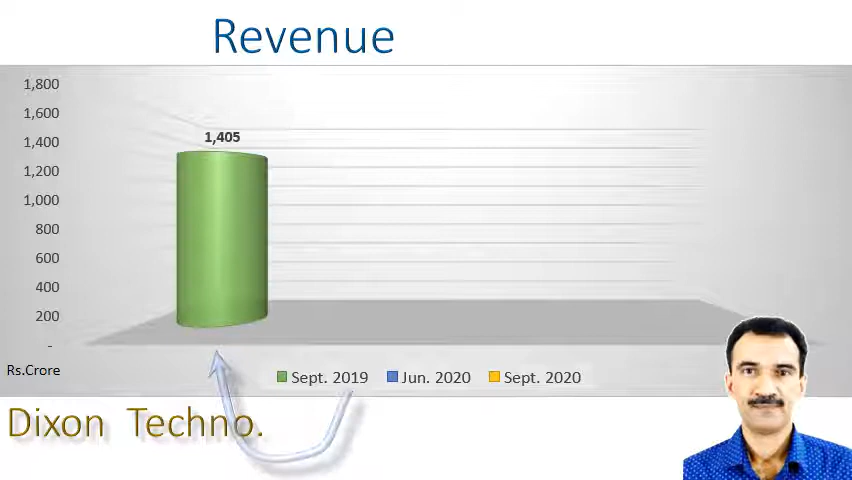 Revenue
1,800
1,600
1,400
1,200
1,000
800
600
400
200
-
1,405
Rs.Crore
Sept. 2019 Jun. 2020 Sept. 2020
Dixon Techno.